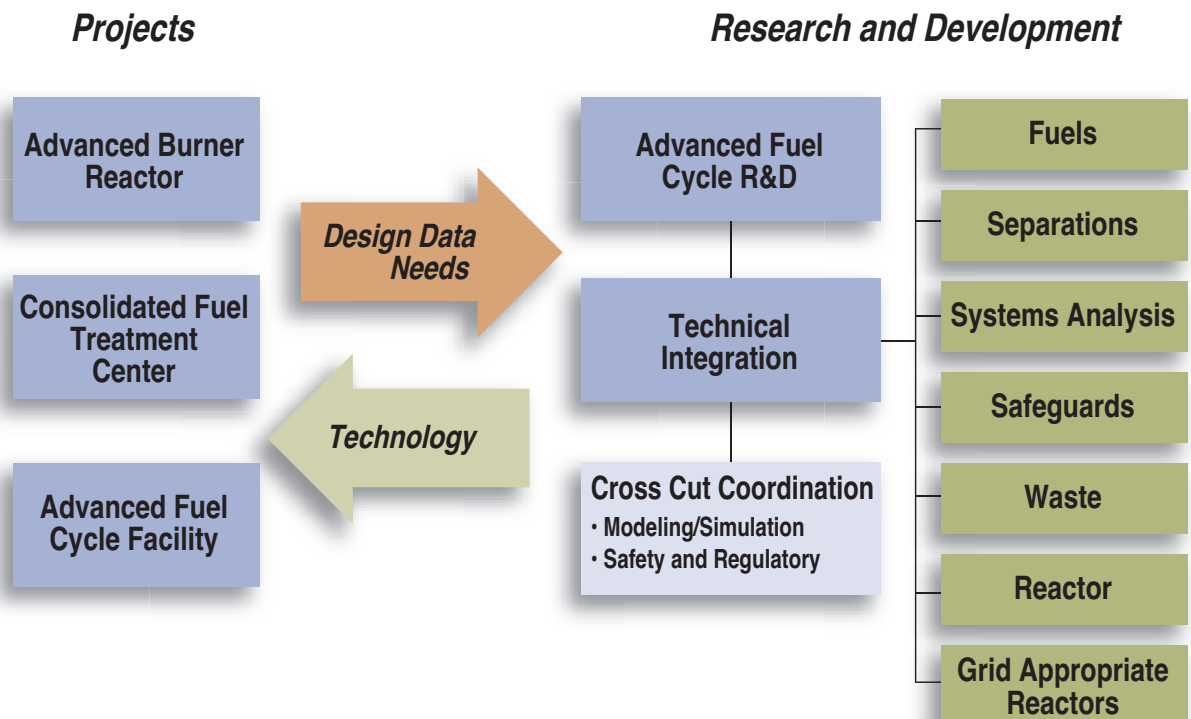 Projects
Research and Development
Advanced Burner
Reactor
Consolidated Fuel
Treatment
Center
Advanced Fuel
Cycle Facility
Design Data
Needs
Technology
Advanced Fuel
Cycle R&D
Technical
Integration
Cross Cut Coordination
• Modeling/Simulation
• Safety and Regulatory
Fuels
Separations
Systems Analysis
Safeguards
Waste
Reactor
Grid Appropriate
Reactors